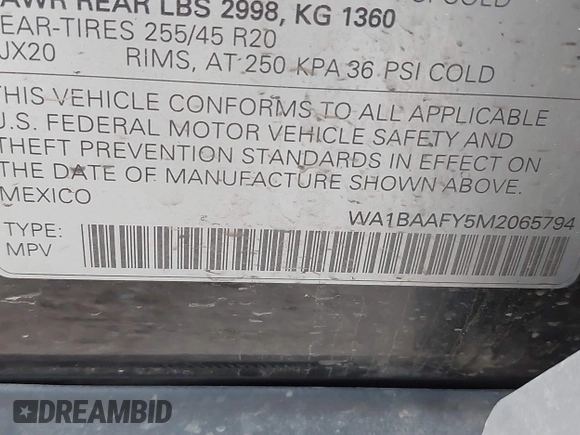 AWR REAR LBS 2998, KG 1360
EAR-TIRES 255/45 R20
JX20 RIMS, AT 250 KPA 36 PSI COLD
THIS VEHICLE CONFORMS TO ALL APPLICABLE
U.S. FEDERAL MOTOR VEHICLE SAFETY AND
THEFT PREVENTION STANDARDS IN EFFECT ON
THE DATE OF MANUFACTURE SHOWN ABOVE.
MEXICO
WA1BAAFY5M2065794
TYPE:
MPV
DREAMBID